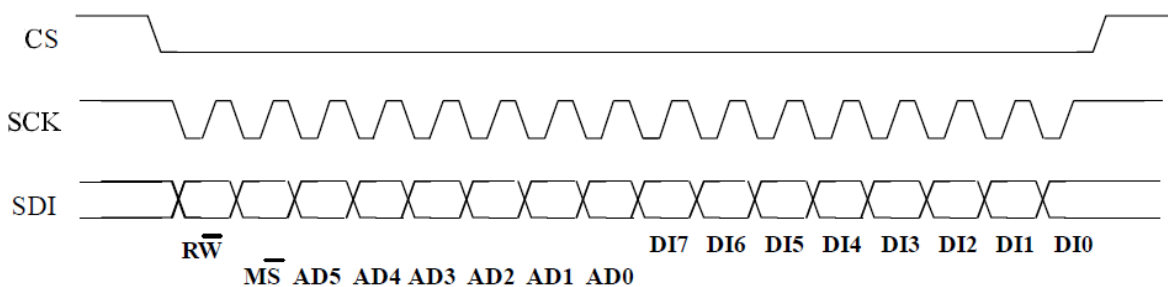 CS
SCK
SDI
RW̅ DI7 DI6 DI5 DI4 DI3 DI2 DI1 DI0
MS̅ AD5 AD4 AD3 AD2 AD1 AD0